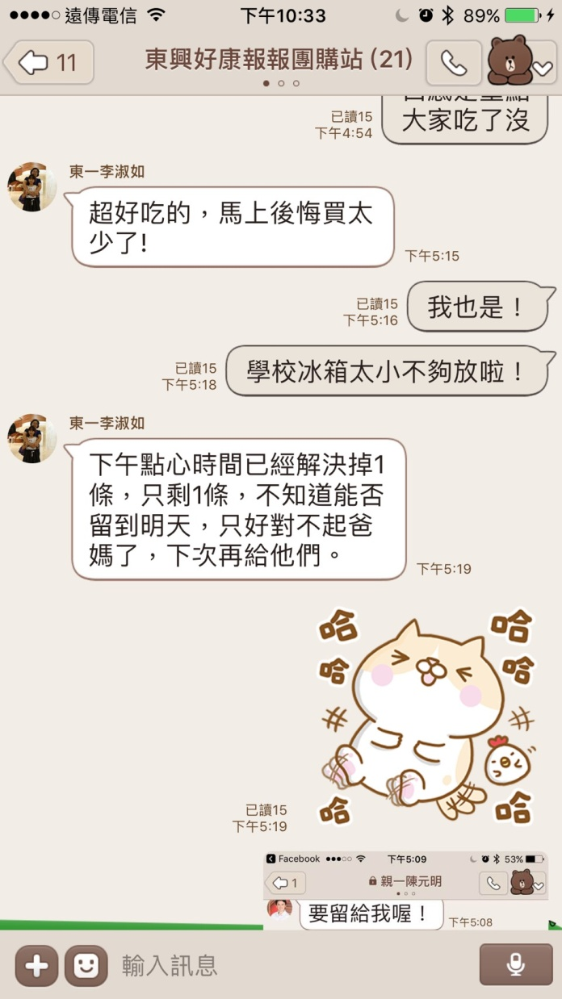 遠傳電信 下午10:33 89%
11 東興好康報報團購站 (21)
已讀15
下午4:54
大家吃了沒
東一李淑如
超好吃的，馬上後悔買太
少了!
下午5:15
已讀15
下午5:16
我也是！
已讀15
下午5:18
學校冰箱太小不夠放啦！
東一李淑如
下午點心時間已經解決掉1
條，只剩1條，不知道能否
留到明天，只好對不起爸
媽了，下次再給他們。
下午5:19
哈 哈
哈 哈
哈 哈
已讀15
下午5:19
Facebook 下午5:09 53%
1 親一陳元明
要留給我喔！
下午5:08
輸入訊息